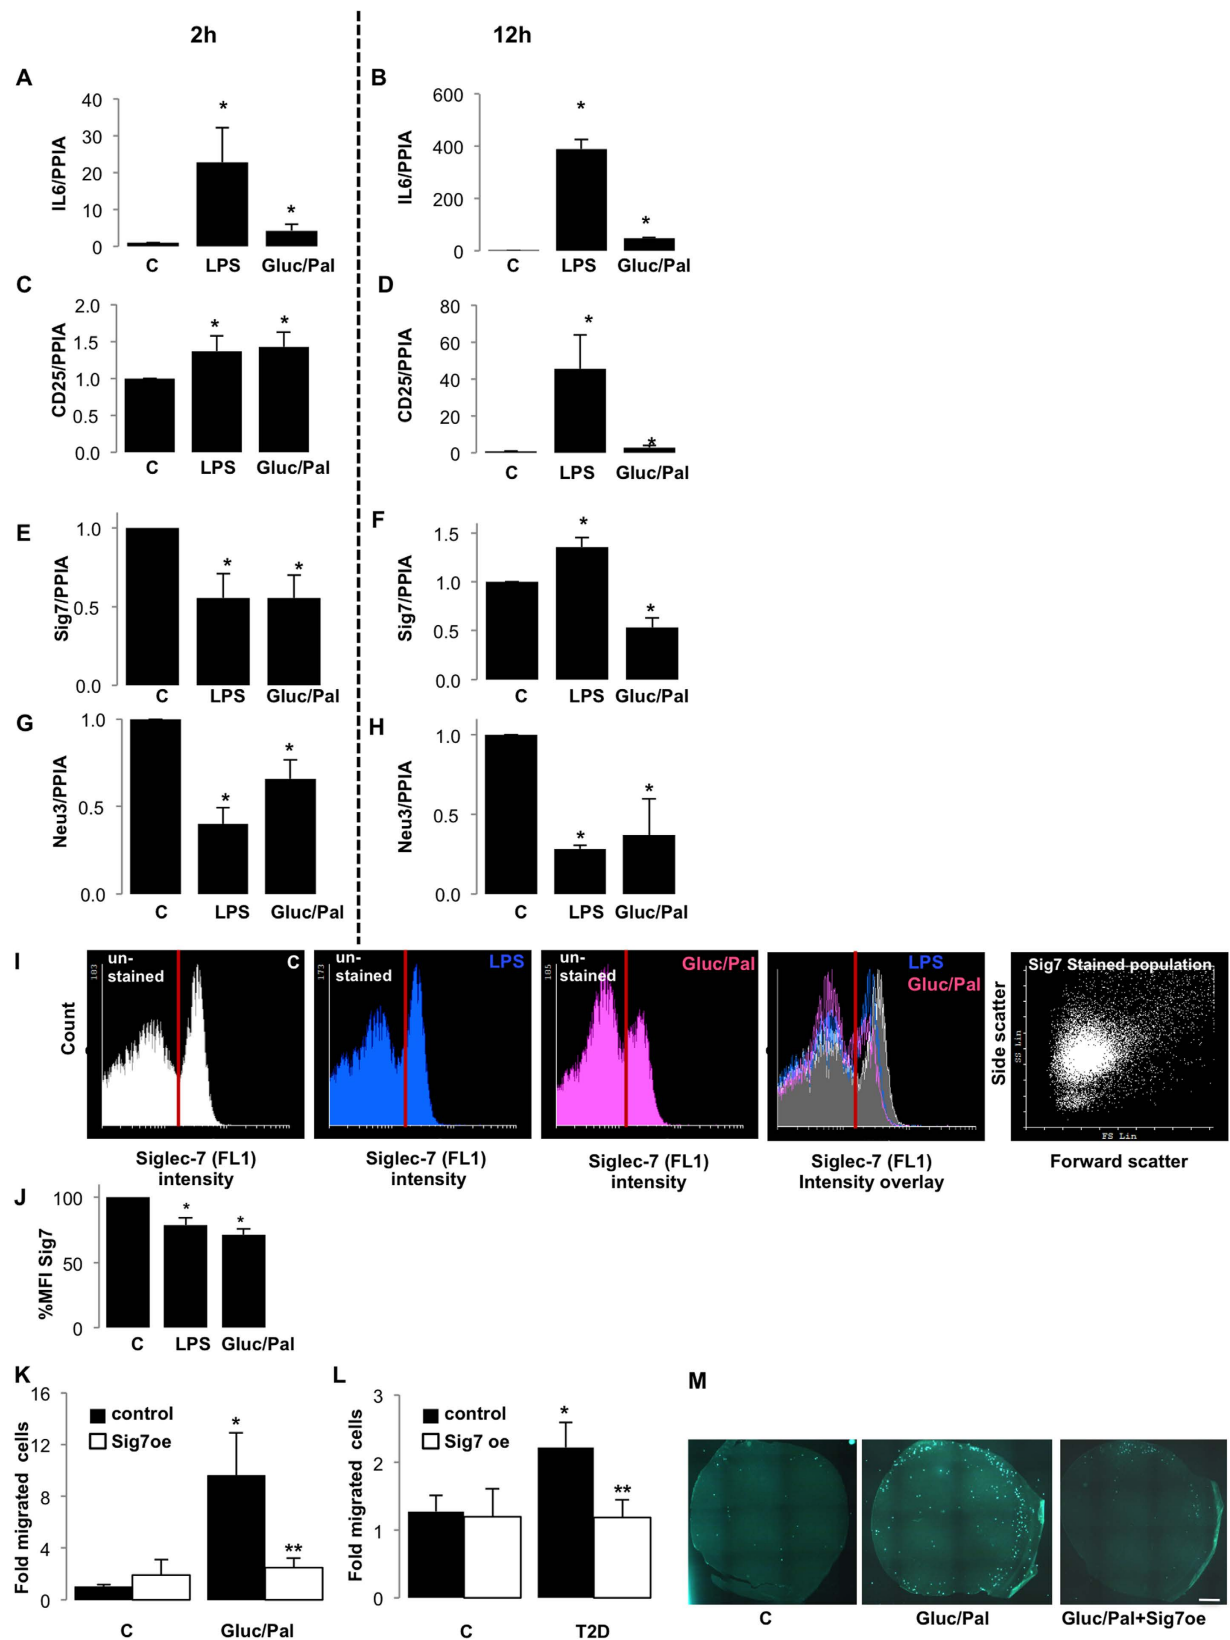 2h
12h
A
IL6/PPIA
40
30
20
10
0
*
*
C LPS Gluc/Pal
B
IL6/PPIA
600
400
200
0
*
*
C LPS Gluc/Pal
C
CD25/PPIA
2.0
1.5
1.0
0.5
0.0
*
*
C LPS Gluc/Pal
D
CD25/PPIA
80
60
40
20
0
*
*
C LPS Gluc/Pal
E
Sig7/PPIA
1.0
0.5
0.0
*
*
C LPS Gluc/Pal
F
Sig7/PPIA
1.5
1.0
0.5
0.0
*
*
C LPS Gluc/Pal
G
Neu3/PPIA
1.0
0.5
0.0
*
*
C LPS Gluc/Pal
H
Neu3/PPIA
1.0
0.5
0.0
*
*
C LPS Gluc/Pal
I
Count
183
un-
stained
C
Siglec-7 (FL1)
intensity
173
un-
stained
LPS
Siglec-7 (FL1)
intensity
185
un-
stained
Gluc/Pal
Siglec-7 (FL1)
intensity
LPS
Gluc/Pal
Siglec-7 (FL1)
Intensity overlay
Side scatter
Sig7 Stained population
SS Lin
FS Lin
Forward scatter
J
%MFI Sig7
100
50
0
*
*
C LPS Gluc/Pal
K
Fold migrated cells
16
12
8
4
0
control
Sig7oe
*
**
C Gluc/Pal
L
Fold migrated cells
3
2
1
0
control
Sig7 oe
*
**
C T2D
M
C Gluc/Pal Gluc/Pal+Sig7oe